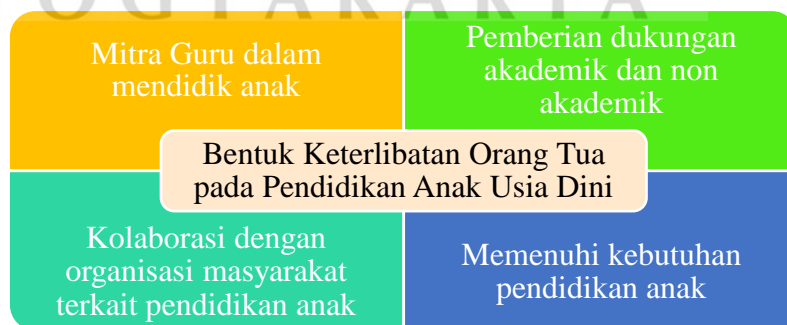 OGYAKARTA
Mitra Guru dalam
mendidik anak
Pemberian dukungan
akademik dan non
akademik
Bentuk Keterlibatan Orang Tua
pada Pendidikan Anak Usia Dini
Kolaborasi dengan
organisasi masyarakat
terkait pendidikan anak
Memenuhi kebutuhan
pendidikan anak